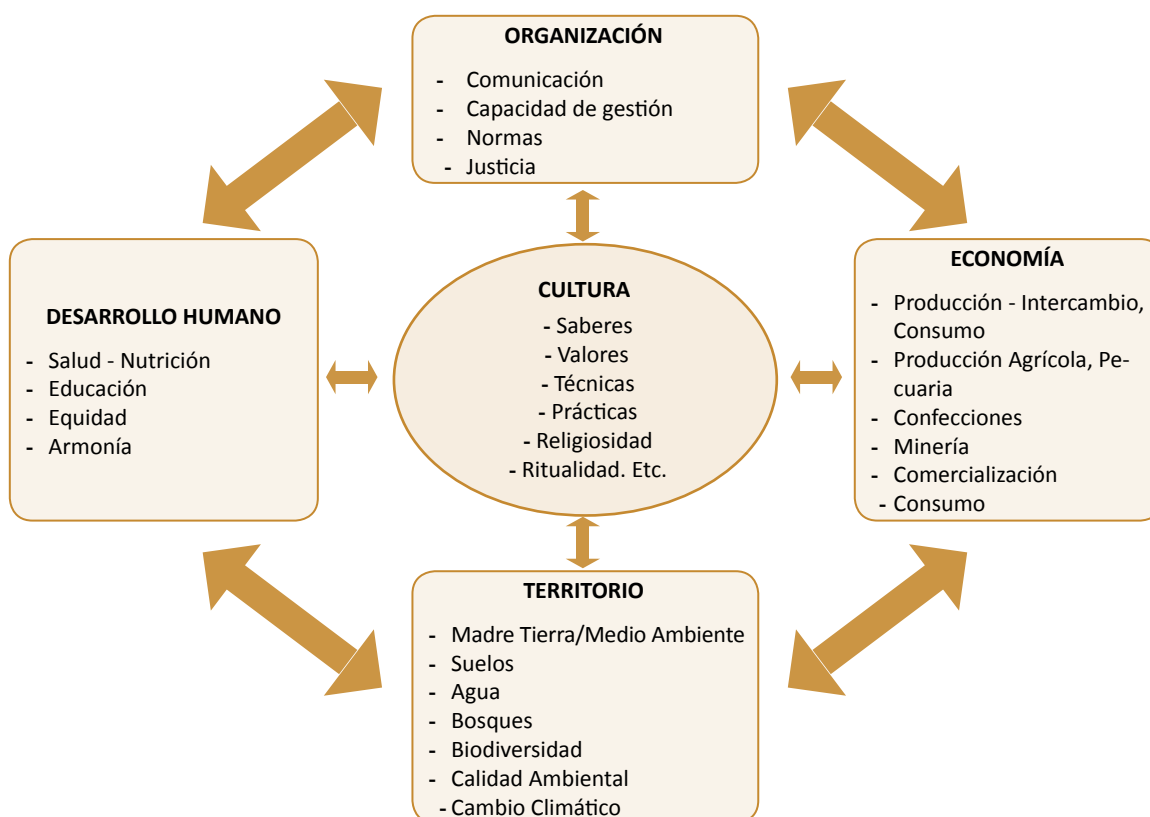 ORGANIZACIÓN
- Comunicación
- Capacidad de gestión
- Normas
- Justicia
DESARROLLO HUMANO
- Salud - Nutrición
- Educación
- Equidad
- Armonía
CULTURA
- Saberes
- Valores
- Técnicas
- Prácticas
- Religiosidad
- Ritualidad. Etc.
ECONOMÍA
- Producción - Intercambio,
Consumo
- Producción Agrícola, Pe-
cuaria
- Confecciones
- Minería
- Comercialización
- Consumo
TERRITORIO
- Madre Tierra/Medio Ambiente
- Suelos
- Agua
- Bosques
- Biodiversidad
- Calidad Ambiental
- Cambio Climático